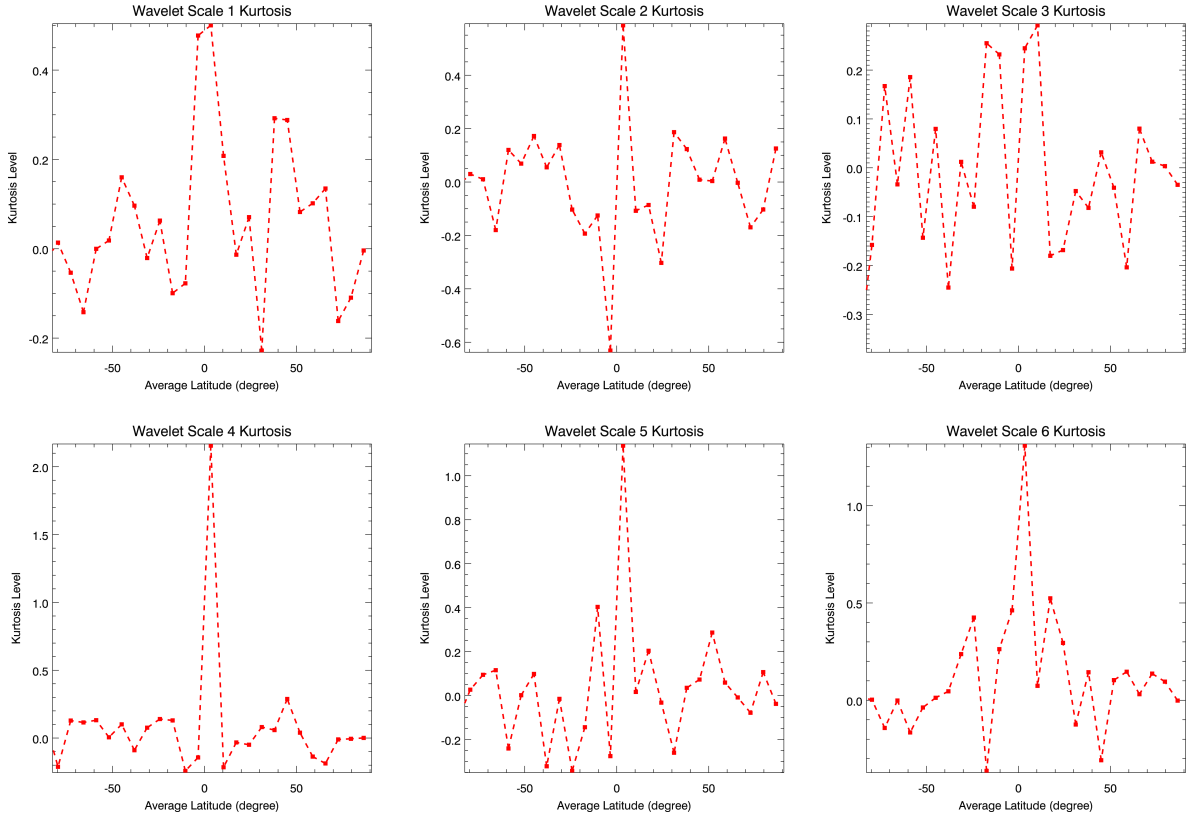 Wavelet Scale 1 Kurtosis
Kurtosis Level
0.4
0.2
0.0
-0.2
-50
0
50
Average Latitude (degree)
Wavelet Scale 2 Kurtosis
Kurtosis Level
0.4
0.2
0.0
-0.2
-0.4
-0.6
-50
0
50
Average Latitude (degree)
Wavelet Scale 3 Kurtosis
Kurtosis Level
0.2
0.1
0.0
-0.1
-0.2
-0.3
-50
0
50
Average Latitude (degree)
Wavelet Scale 4 Kurtosis
Kurtosis Level
2.0
1.5
1.0
0.5
0.0
-50
0
50
Average Latitude (degree)
Wavelet Scale 5 Kurtosis
Kurtosis Level
1.0
0.8
0.6
0.4
0.2
0.0
-0.2
-50
0
50
Average Latitude (degree)
Wavelet Scale 6 Kurtosis
Kurtosis Level
1.0
0.5
0.0
-50
0
50
Average Latitude (degree)